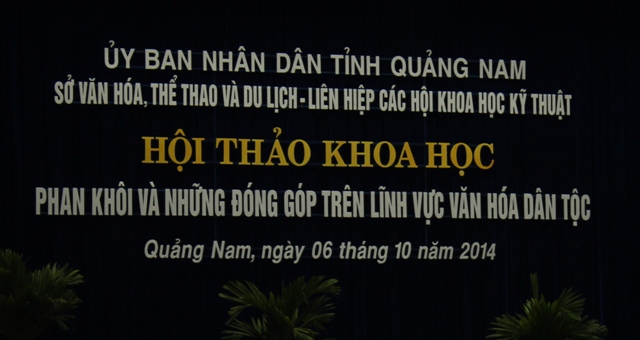 ỦY BAN NHÂN DÂN TỈNH QUẢNG NAM
SỞ VĂN HÓA, THỂ THAO VÀ DU LỊCH - LIÊN HIỆP CÁC HỘI KHOA HỌC KỸ THUẬT
HỘI THẢO KHOA HỌC
PHAN KHÔI VÀ NHỮNG ĐÓNG GÓP TRÊN LĨNH VỰC VĂN HÓA DÂN TỘC
Quảng Nam, ngày 06 tháng 10 năm 2014